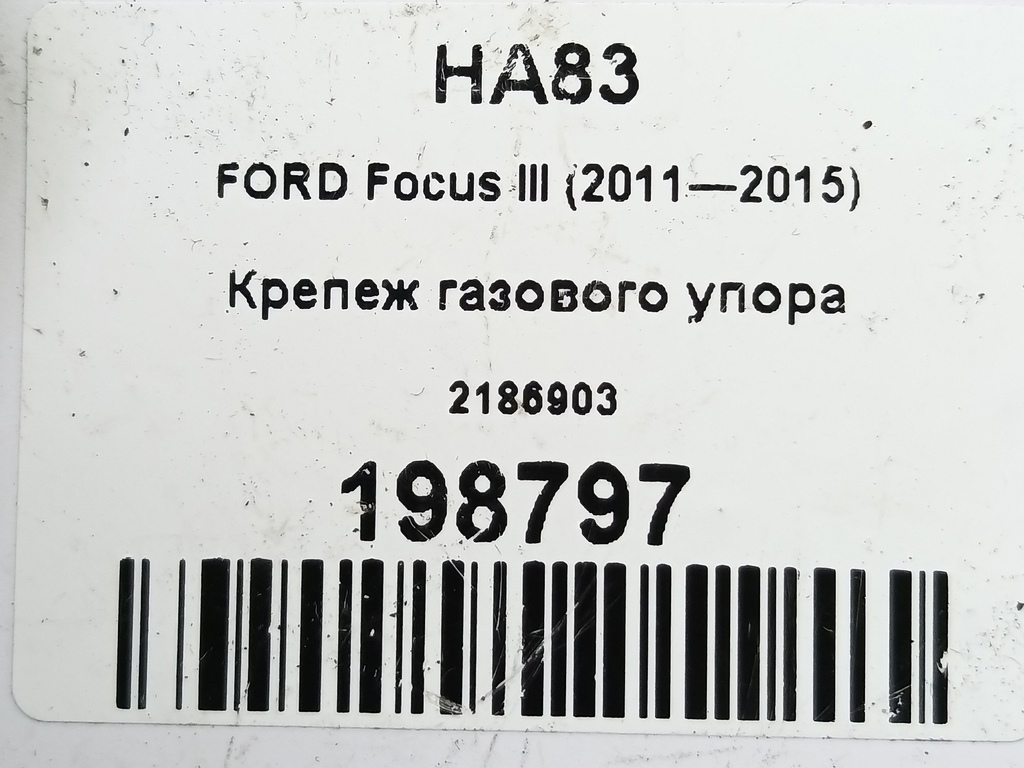 HA83
FORD Focus III (2011—2015)
Крепеж газового упора
2186903
198797